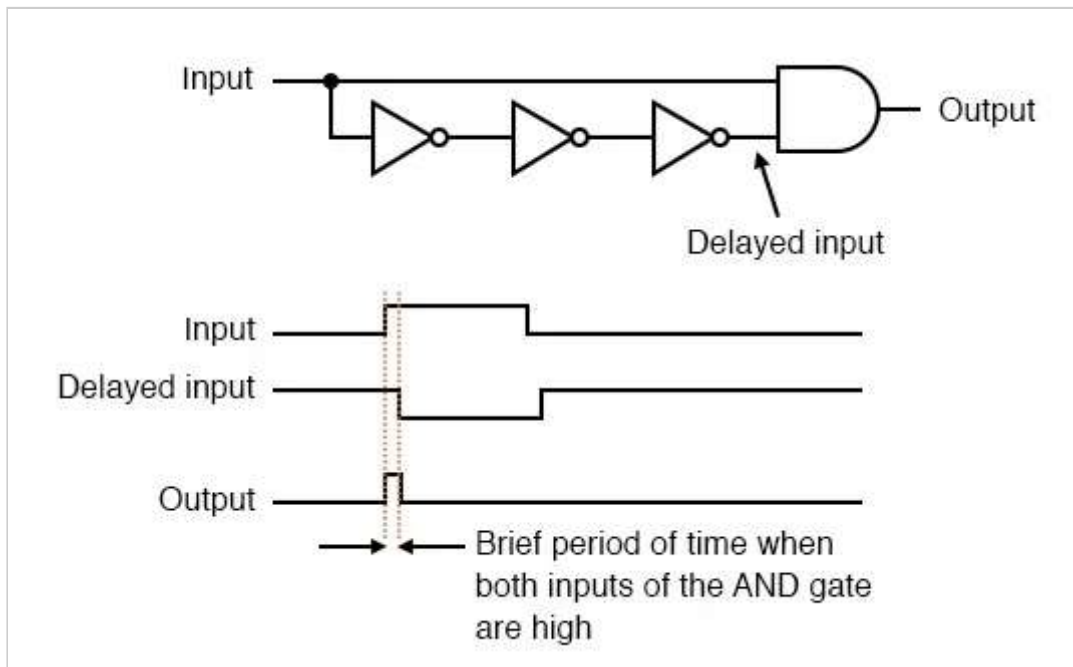 Input
Output
Delayed input
Input
Delayed input
Output
Brief period of time when
both inputs of the AND gate
are high